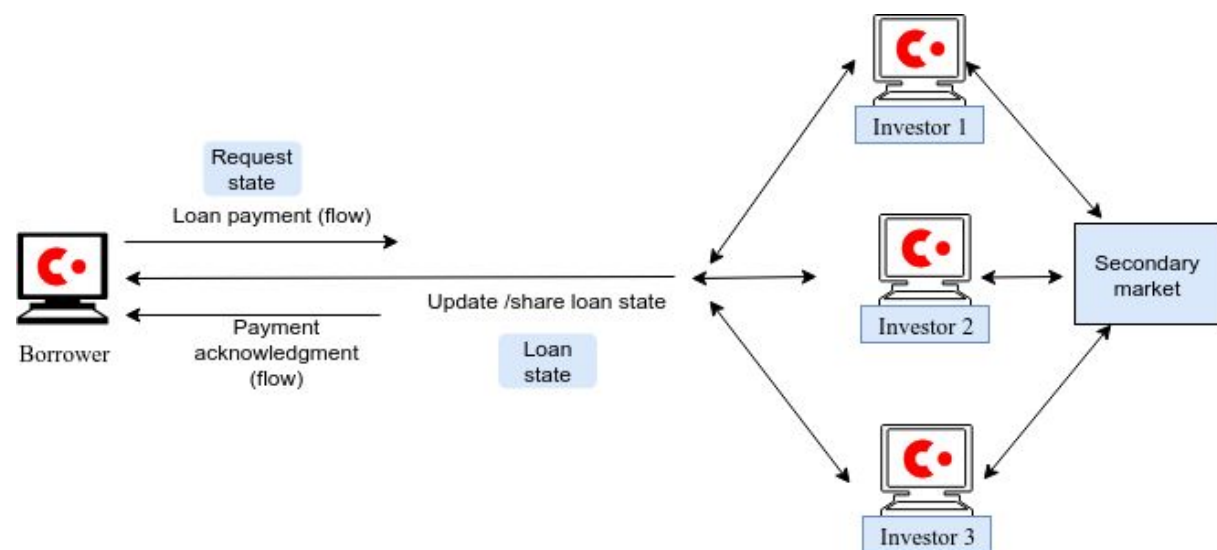 Investor 1
Request
state
Loan payment (flow)
Secondary
market
Update /share loan state
Investor 2
Payment
acknowledgment
(flow)
Borrower
Loan
state
Investor 3